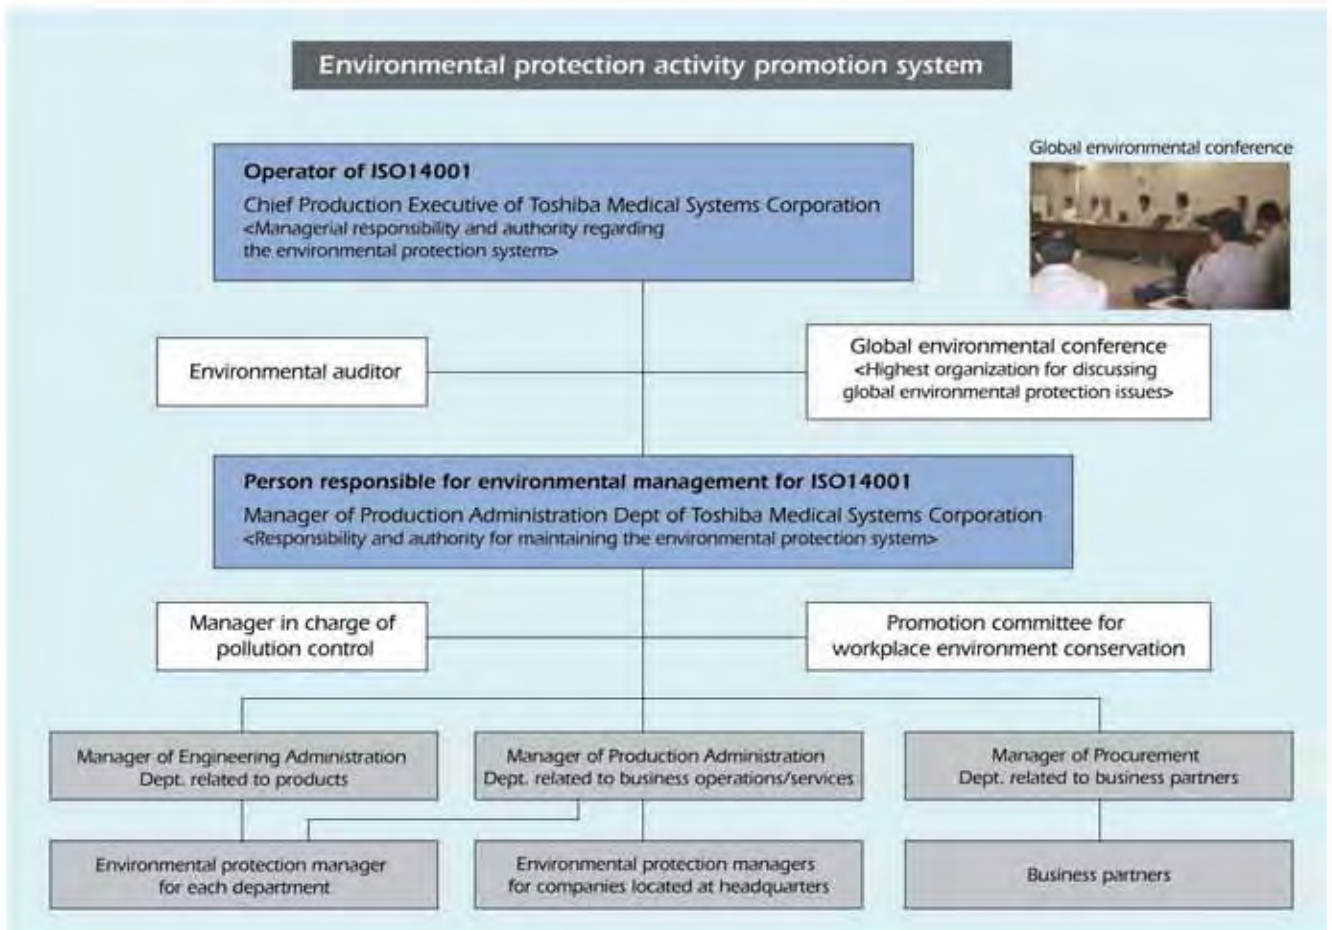 Environmental protection activity promotion system
Operator of ISO14001
Chief Production Executive of Toshiba Medical Systems Corporation
<Managerial responsibility and authority regarding
the environmental protection system>
Global environmental conference
Environmental auditor
Global environmental conference
<Highest organization for discussing
global environmental protection issues>
Person responsible for environmental management for ISO14001
Manager of Production Administration Dept of Toshiba Medical Systems Corporation
<Responsibility and authority for maintaining the environmental protection system>
Manager in charge of
pollution control
Promotion committee for
workplace environment conservation
Manager of Engineering Administration
Dept. related to products
Manager of Production Administration
Dept. related to business operations/services
Manager of Procurement
Dept. related to business partners
Environmental protection manager
for each department
Environmental protection managers
for companies located at headquarters
Business partners